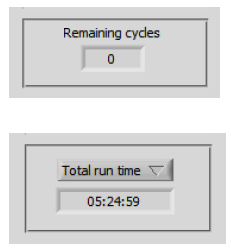 Remaining cycles
0
Total run time
05:24:59